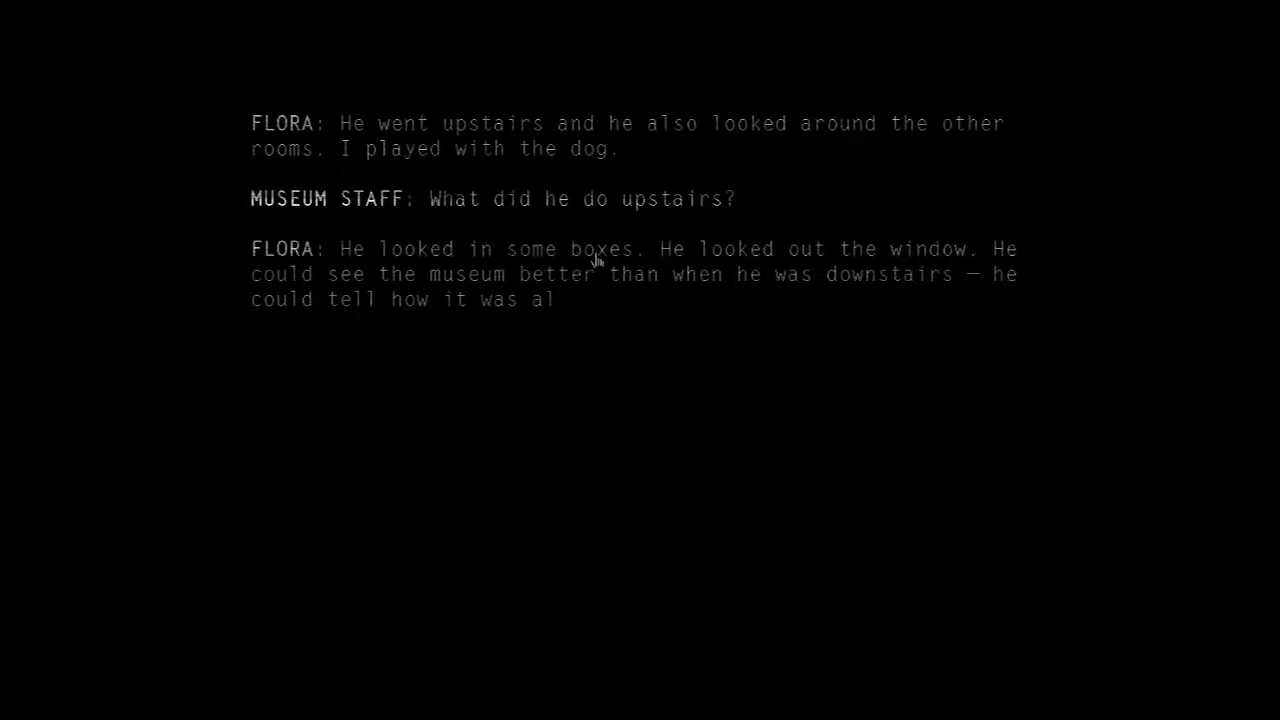 FLORA: He went upstairs and he also looked around the other
rooms. I played with the dog.
MUSEUM STAFF: What did he do upstairs?
FLORA: He looked in some boxes. He looked out the window. He
could see the museum better than when he was downstairs — he
could tell how it was al